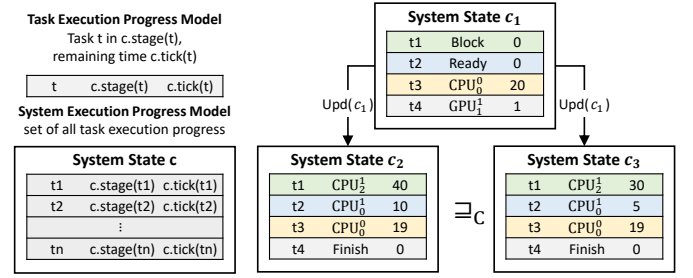 Task Execution Progress Model
Task t in c.stage(t),
remaining time c.tick(t)
t c.stage(t) c.tick(t)
System Execution Progress Model
set of all task execution progress
System State c
t1 c.stage(t1) c.tick(t1)
t2 c.stage(t2) c.tick(t2)
⋮
tn c.stage(tn) c.tick(tn)
System State c₁
t1 Block 0
t2 Ready 0
t3 CPU₀⁰ 20
t4 GPU₁¹ 1
Upd(c₁) Upd(c₁)
System State c₂
t1 CPU₂¹ 40
t2 CPU₀¹ 10
t3 CPU₀⁰ 19
t4 Finish 0
⊒C
System State c₃
t1 CPU₂¹ 30
t2 CPU₀¹ 5
t3 CPU₀⁰ 19
t4 Finish 0